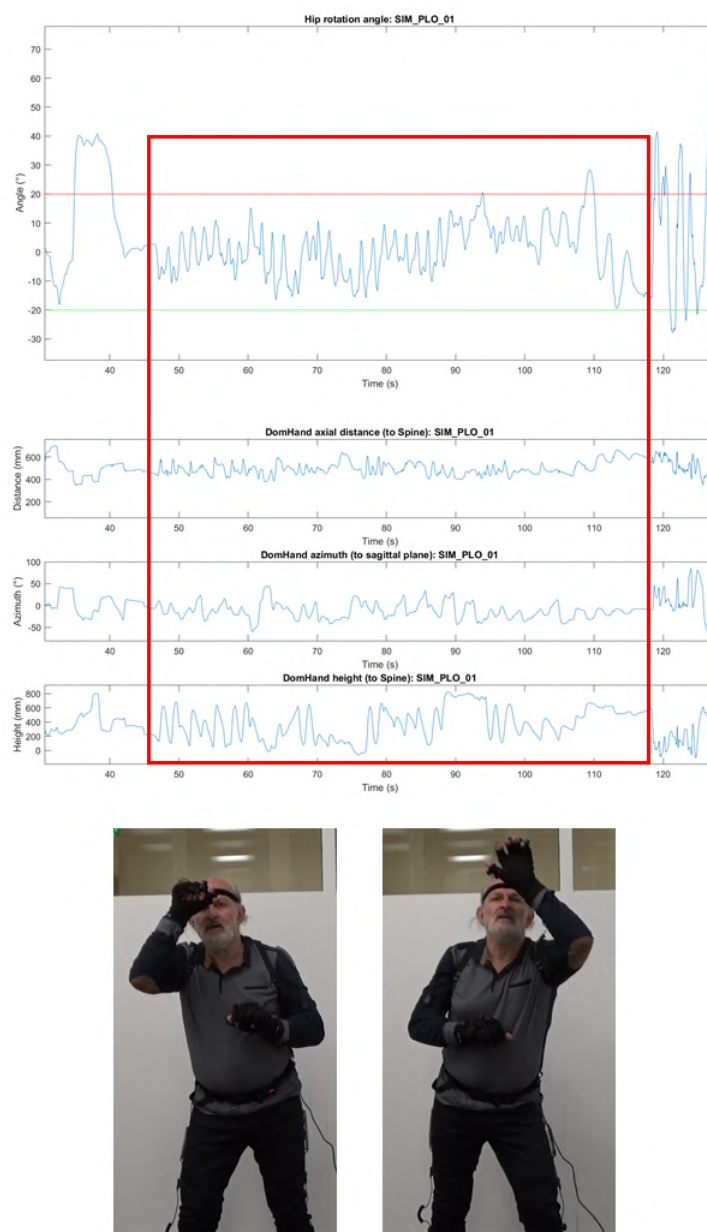 Hip rotation angle: SIM_PLO_01
70
60
50
40
30
20
10
0
-10
-20
-30
Angle (°)
40 50 60 70 80 90 100 110 120
Time (s)
DomHand axial distance (to Spine): SIM_PLO_01
600
400
200
Distance (mm)
40 50 60 70 80 90 100 110 120
Time (s)
DomHand azimuth (to sagittal plane): SIM_PLO_01
100
50
0
-50
Azimuth (°)
40 50 60 70 80 90 100 110 120
Time (s)
DomHand height (to Spine): SIM_PLO_01
800
600
400
200
0
Height (mm)
40 50 60 70 80 90 100 110 120
Time (s)